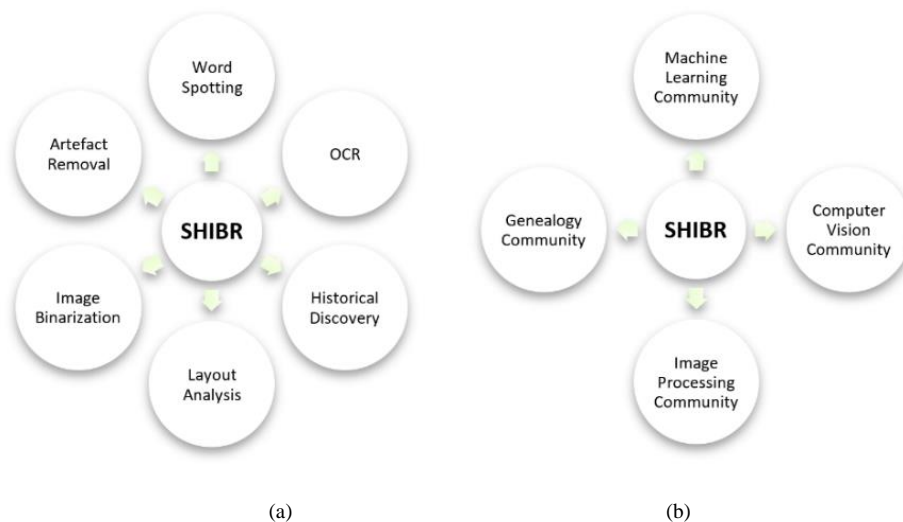 Word
Spotting
Artefact
Removal
OCR
SHIBR
Image
Binarization
Historical
Discovery
Layout
Analysis
(a)
Machine
Learning
Community
Genealogy
Community
SHIBR
Computer
Vision
Community
Image
Processing
Community
(b)